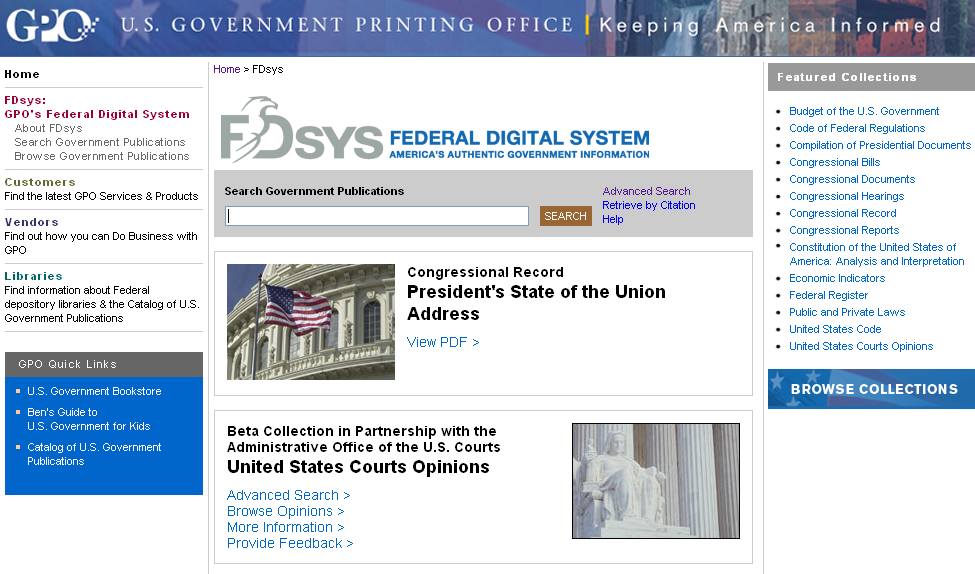 GPO U.S. GOVERNMENT PRINTING OFFICE | Keeping America Informed
Home
FDsys:
GPO's Federal Digital System
About FDsys
Search Government Publications
Browse Government Publications
Customers
Find the latest GPO Services & Products
Vendors
Find out how you can Do Business with
GPO
Libraries
Find information about Federal
depository libraries & the Catalog of U.S.
Government Publications
GPO Quick Links
U.S. Government Bookstore
Ben's Guide to
U.S. Government for Kids
Catalog of U.S. Government
Publications
Home > FDsys
FDSYS FEDERAL DIGITAL SYSTEM
AMERICA'S AUTHENTIC GOVERNMENT INFORMATION
Search Government Publications
SEARCH
Advanced Search
Retrieve by Citation
Help
Congressional Record
President's State of the Union
Address
View PDF >
Beta Collection in Partnership with the
Administrative Office of the U.S. Courts
United States Courts Opinions
Advanced Search >
Browse Opinions >
More Information >
Provide Feedback >
Featured Collections
Budget of the U.S. Government
Code of Federal Regulations
Compilation of Presidential Documents
Congressional Bills
Congressional Documents
Congressional Hearings
Congressional Record
Congressional Reports
Constitution of the United States of
America: Analysis and Interpretation
Economic Indicators
Federal Register
Public and Private Laws
United States Code
United States Courts Opinions
BROWSE COLLECTIONS